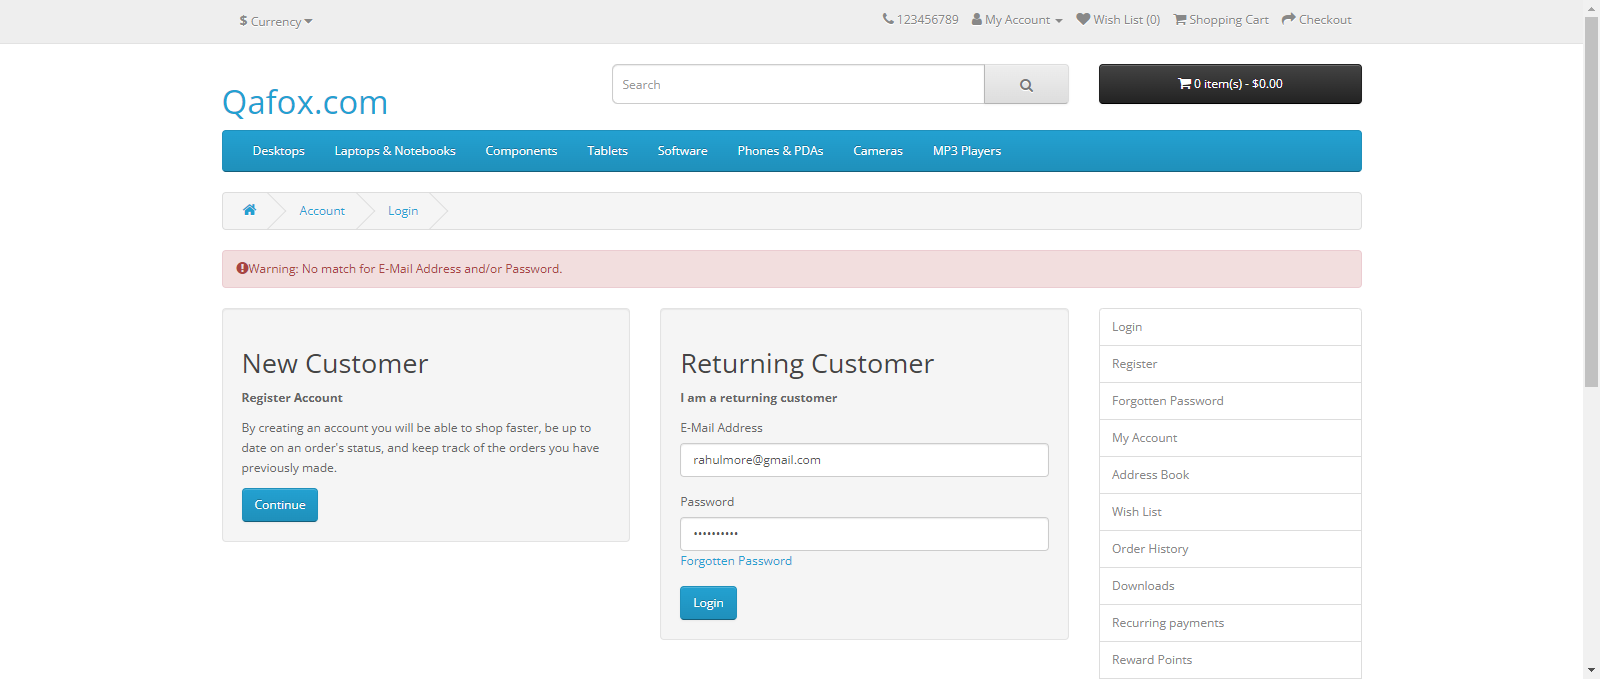 $ Currency
123456789 My Account Wish List (0) Shopping Cart Checkout
Qafox.com
Search
0 item(s) - $0.00
Desktops Laptops & Notebooks Components Tablets Software Phones & PDAs Cameras MP3 Players
Account Login
Warning: No match for E-Mail Address and/or Password.
New Customer
Register Account
By creating an account you will be able to shop faster, be up to
date on an order's status, and keep track of the orders you have
previously made.
Continue
Returning Customer
I am a returning customer
E-Mail Address
rahulmore@gmail.com
Password
••••••••••
Forgotten Password
Login
Login
Register
Forgotten Password
My Account
Address Book
Wish List
Order History
Downloads
Recurring payments
Reward Points